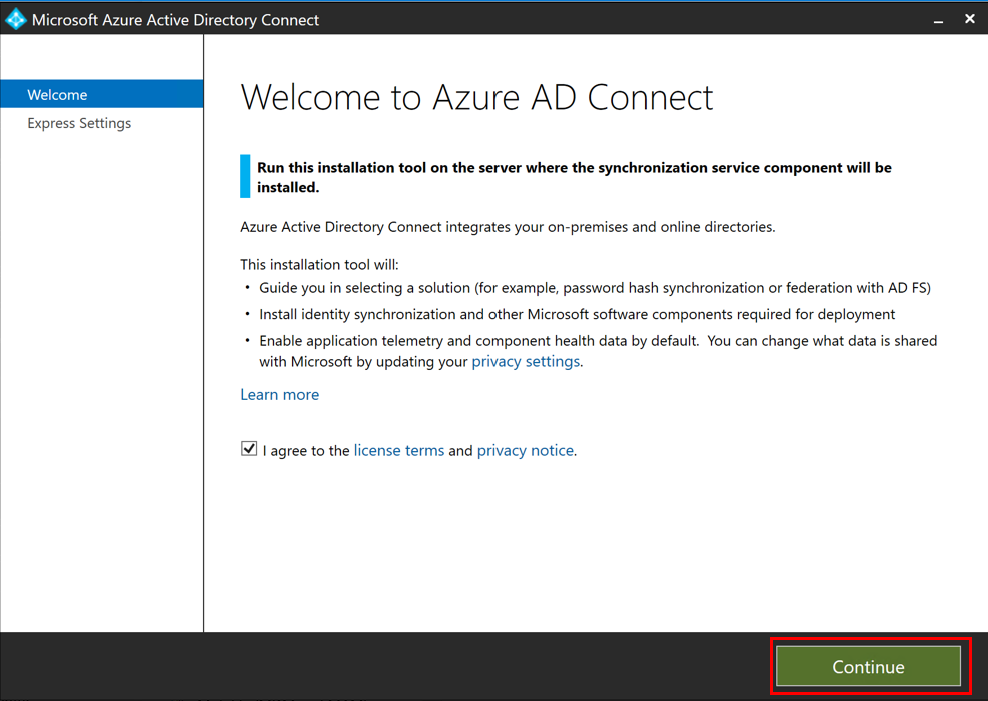 Microsoft Azure Active Directory Connect
Welcome
Express Settings
Welcome to Azure AD Connect
Run this installation tool on the server where the synchronization service component will be
installed.
Azure Active Directory Connect integrates your on-premises and online directories.
This installation tool will:
• Guide you in selecting a solution (for example, password hash synchronization or federation with AD FS)
• Install identity synchronization and other Microsoft software components required for deployment
• Enable application telemetry and component health data by default.  You can change what data is shared
with Microsoft by updating your privacy settings.
Learn more
I agree to the license terms and privacy notice.
Continue